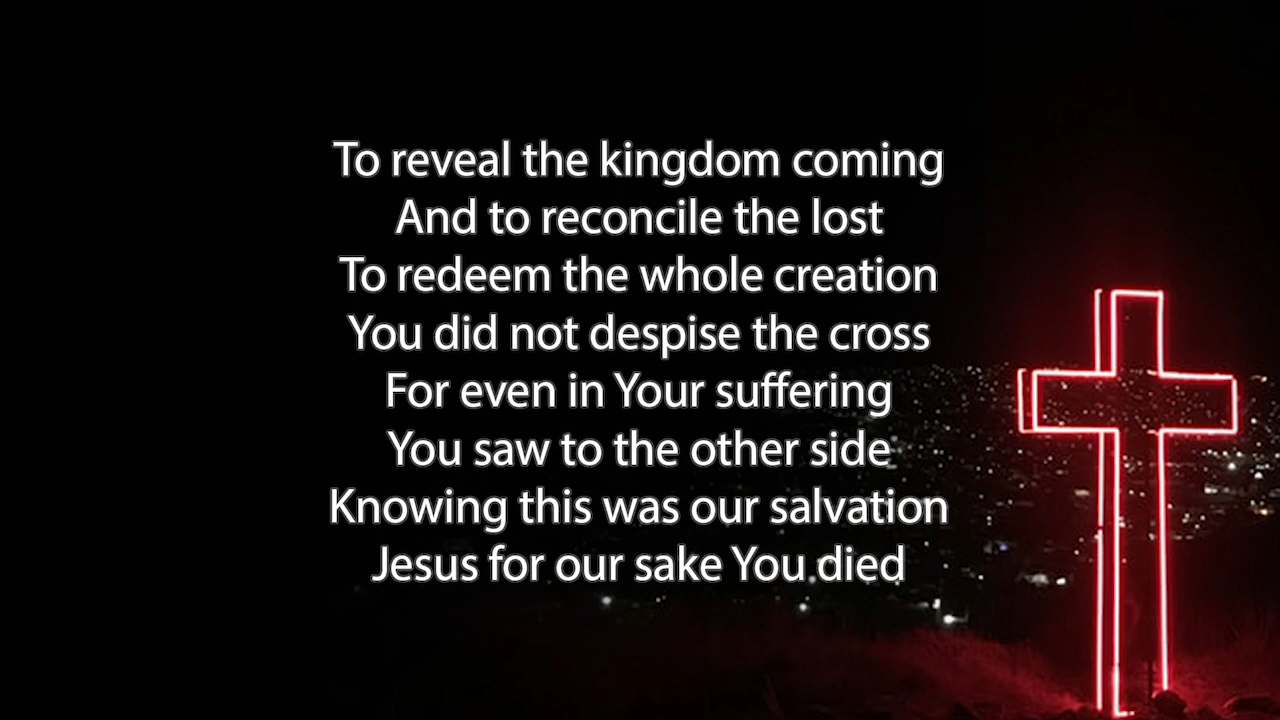 To reveal the kingdom coming
And to reconcile the lost
To redeem the whole creation
You did not despise the cross
For even in Your suffering
You saw to the other side
Knowing this was our salvation
Jesus for our sake You died